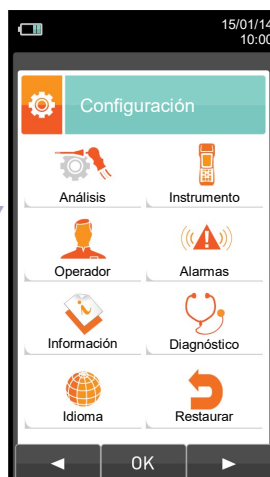 15/01/14
10:00
Configuración
Análisis
Instrumento
Operador
Alarmas
Información
Diagnóstico
Idioma
Restaurar
OK